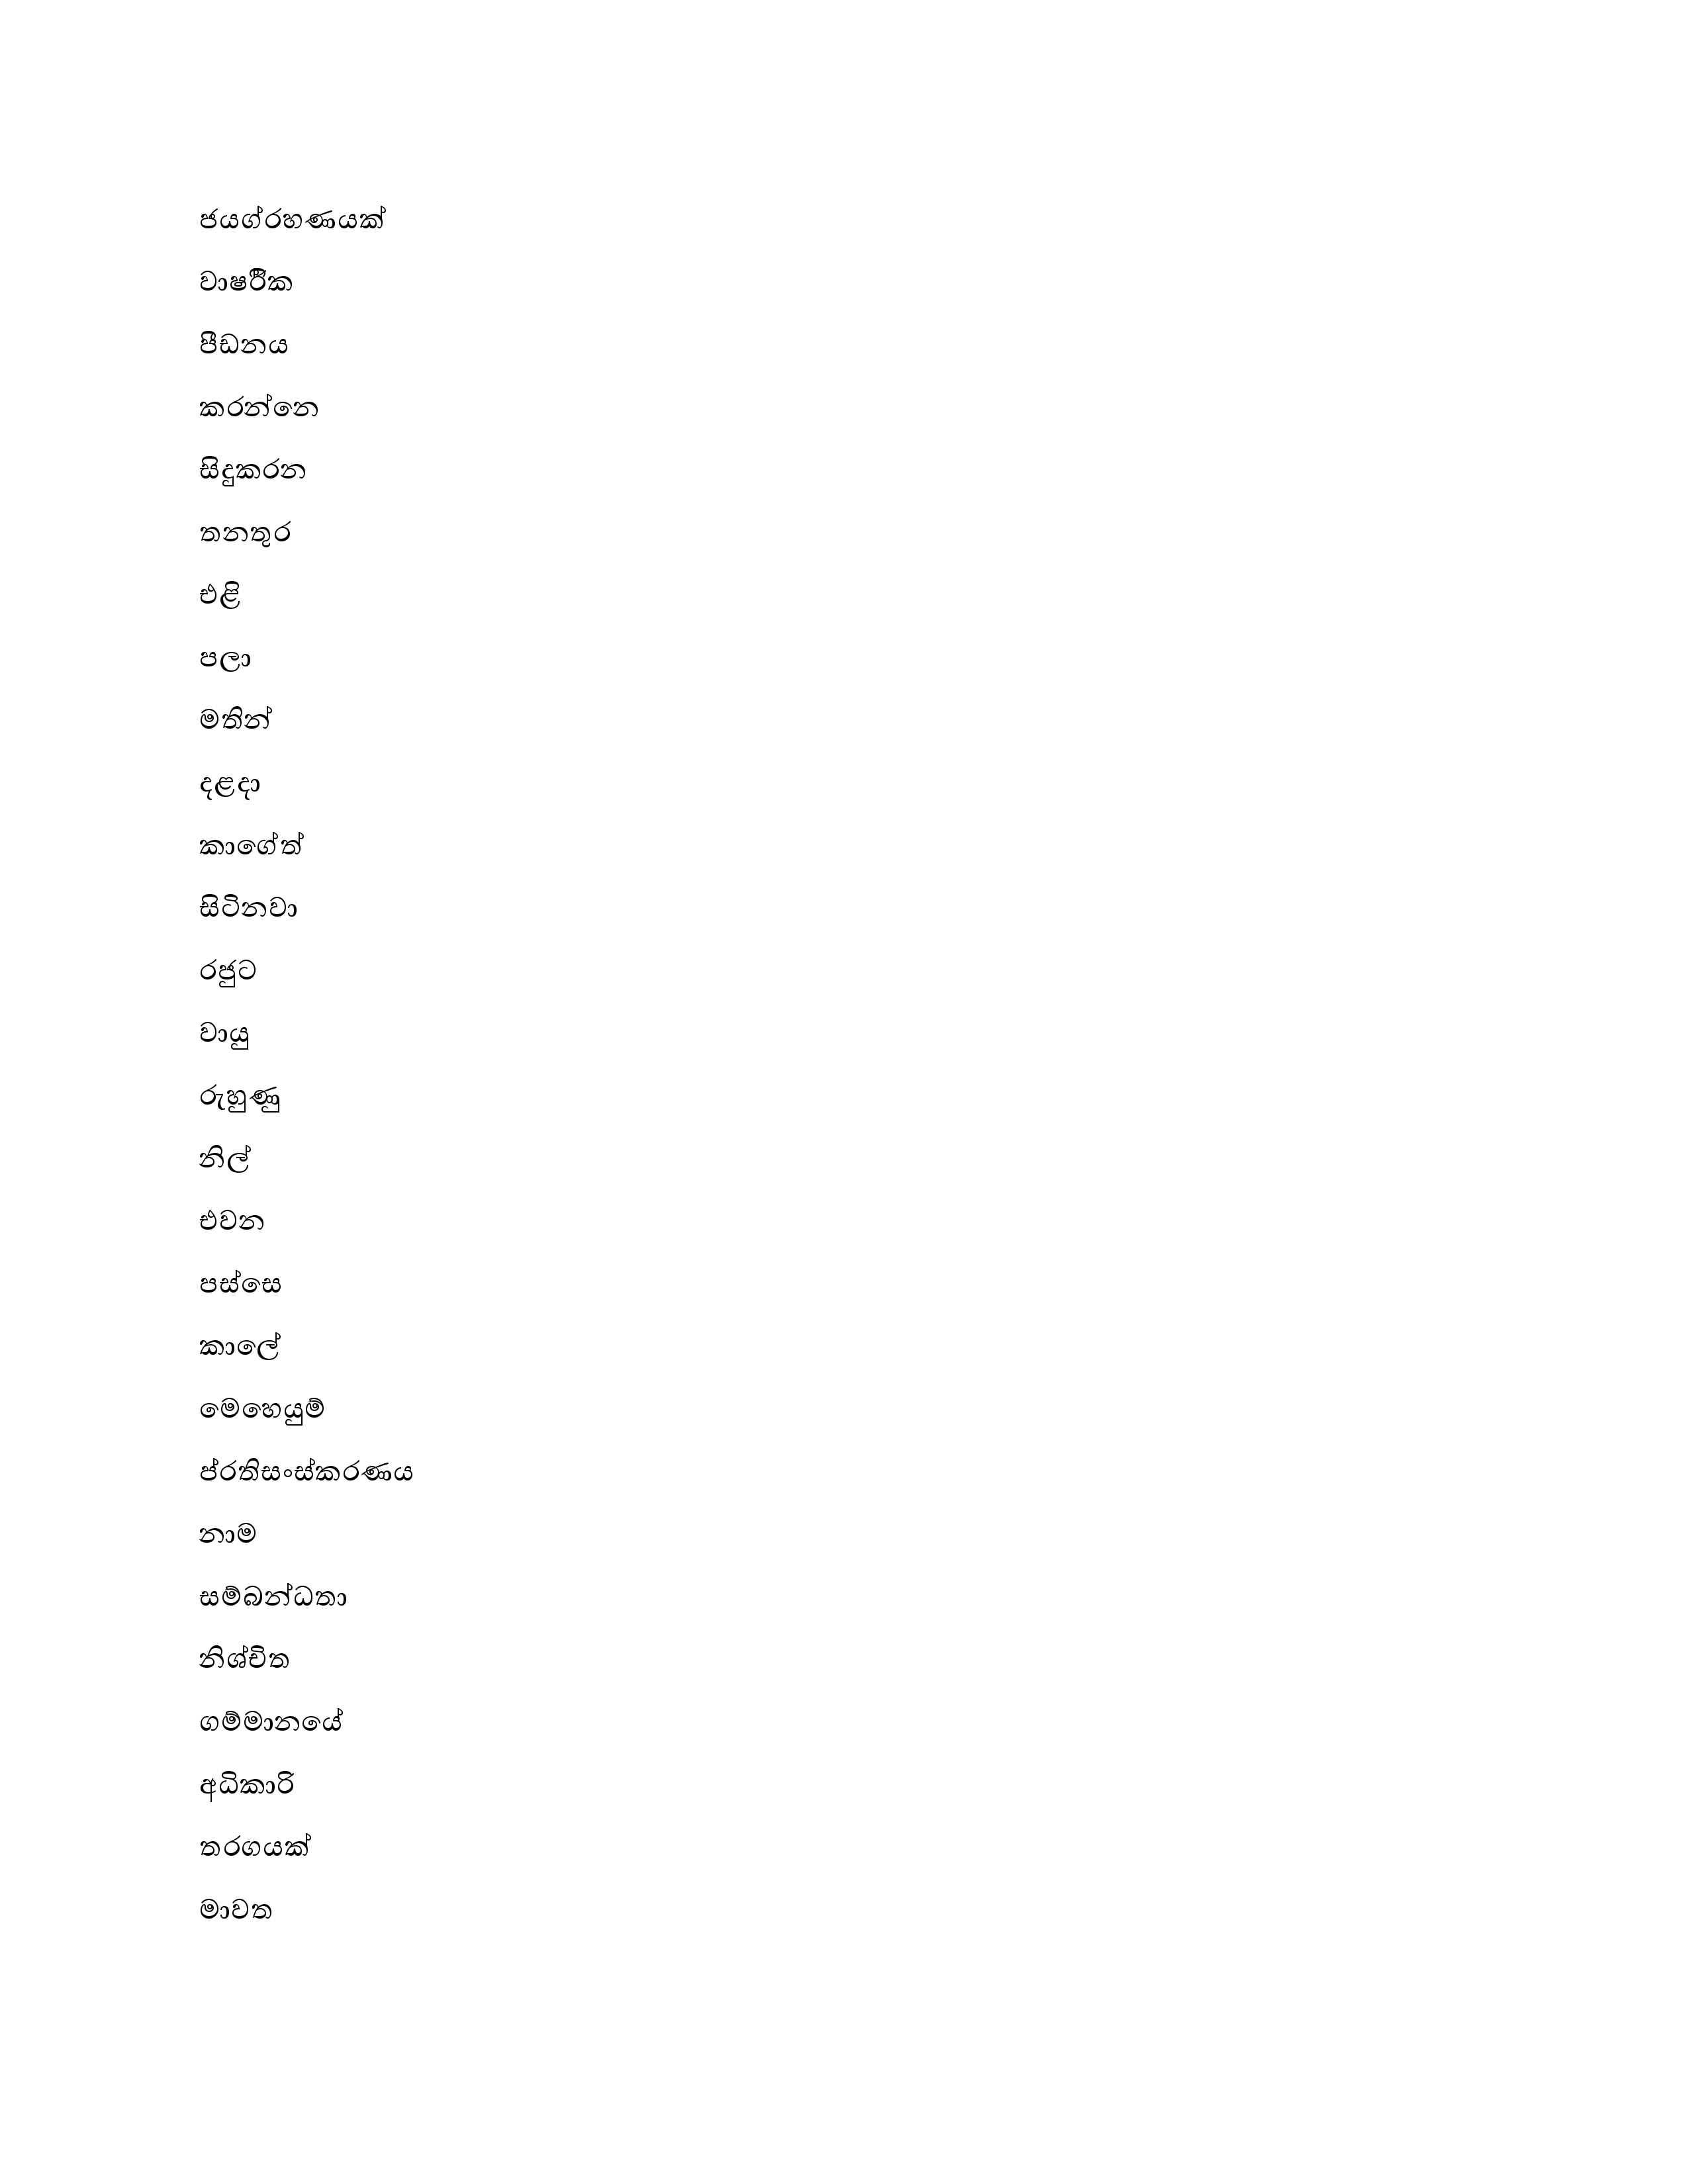 ජයග්රහණයක්
වාර්ෂික
පීඩනය
කරන්නෙ
සිදුකරන
තනතුර
එළි
පලා
මතින්
දළදා
කාගේත්
සිටිනවා
රජුට
වායු
රුහුණු
නිල්
එවන
පස්සෙ
කාලේ
මෙහෙයුම්
ප්රතිසංස්කරණය
නාම
සම්බන්ධතා
නිශ්චිත
ගම්මානයේ
අධිකාරි
තරගයක්
මාවත